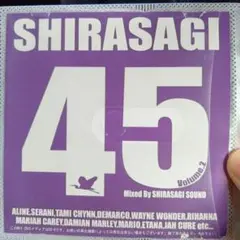 SHIRASAGI
45
Volume.2
Mixed By SHIRASAGI SOUND
ALINE,SEBANI,TAMI CHYNN,DEMARCO,WAYNE WONDER,RIHANNA
MARIAH CAREY,DAMIAN MARLEY,MARIO,ETANA,JAH CURE etc...